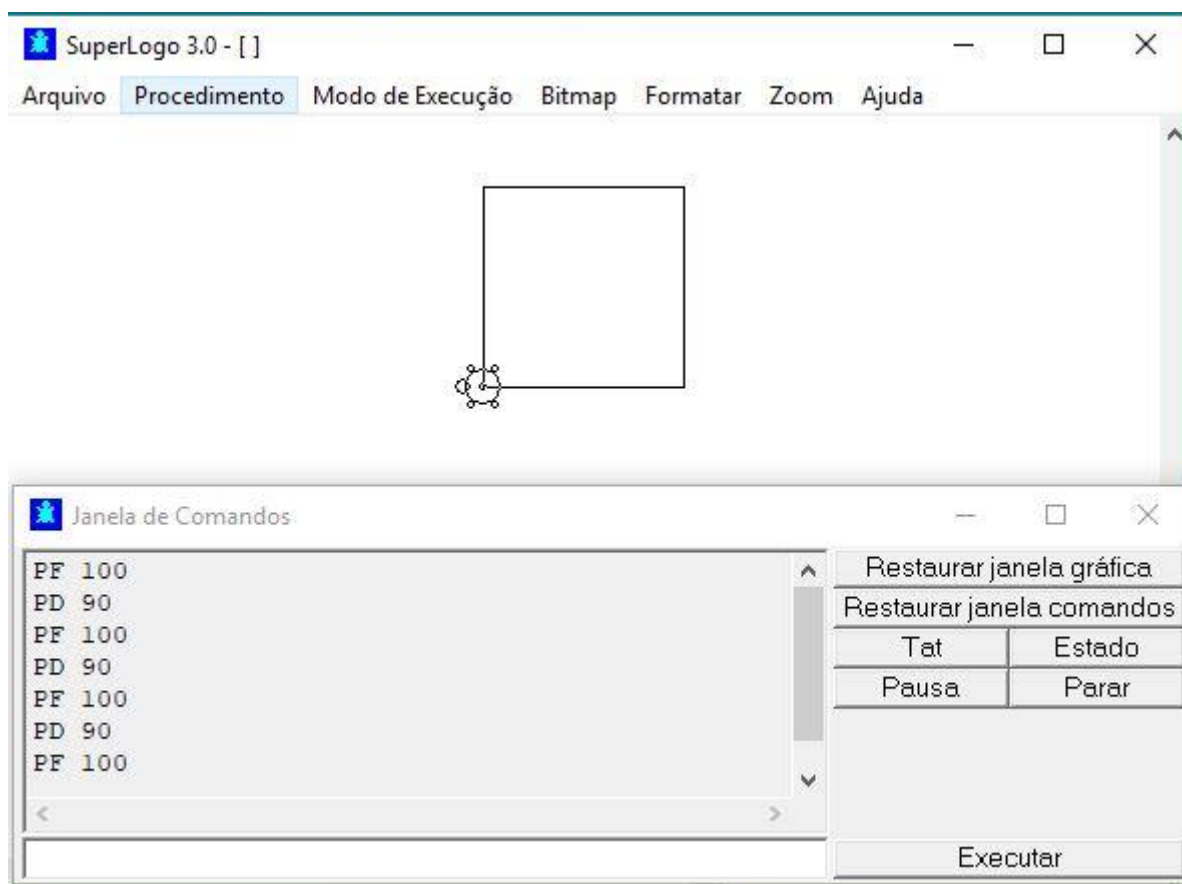 SuperLogo 3.0 - [ ]
Arquivo Procedimento Modo de Execução Bitmap Formatar Zoom Ajuda
Janela de Comandos
PF 100
PD 90
PF 100
PD 90
PF 100
PD 90
PF 100
Restaurar janela gráfica
Restaurar janela comandos
Tat Estado
Pausa Parar
Executar